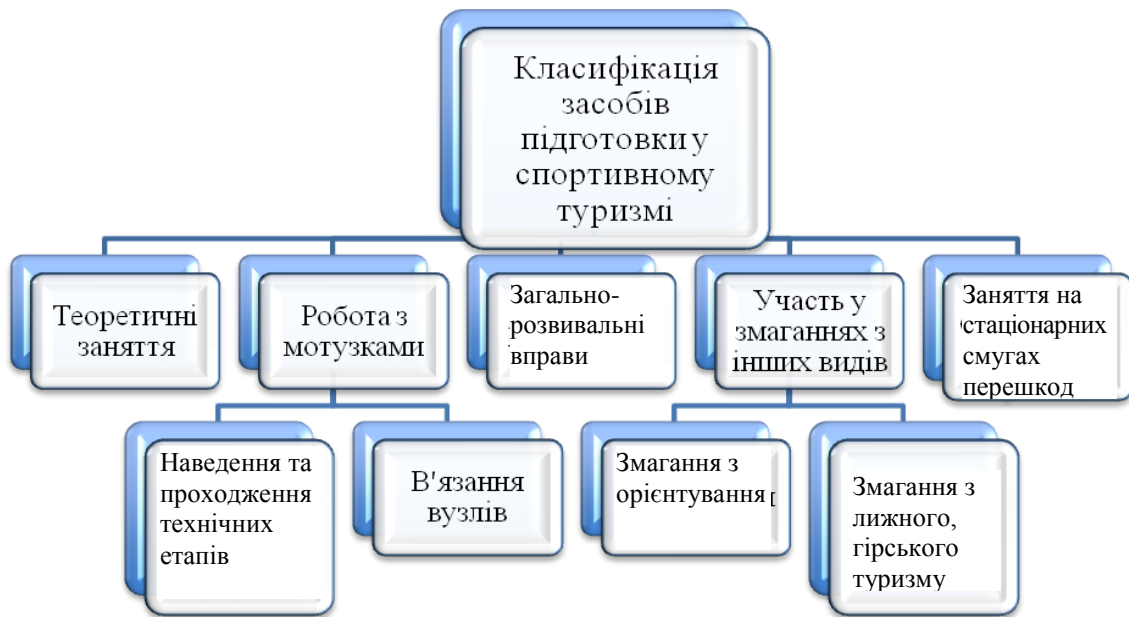 Класифікація
засобів
підготовки у
спортивному
туризмі
Теоретичні
заняття
Робота з
мотузками
Загально-
розвивальні
вправи
Участь у
змаганнях з
інших видів
Заняття на
стаціонарних
смугах
перешкод
Наведення та
проходження
технічних
етапів
В'язання
вузлів
Змагання з
орієнтування
Змагання з
лижного,
гірського
туризму